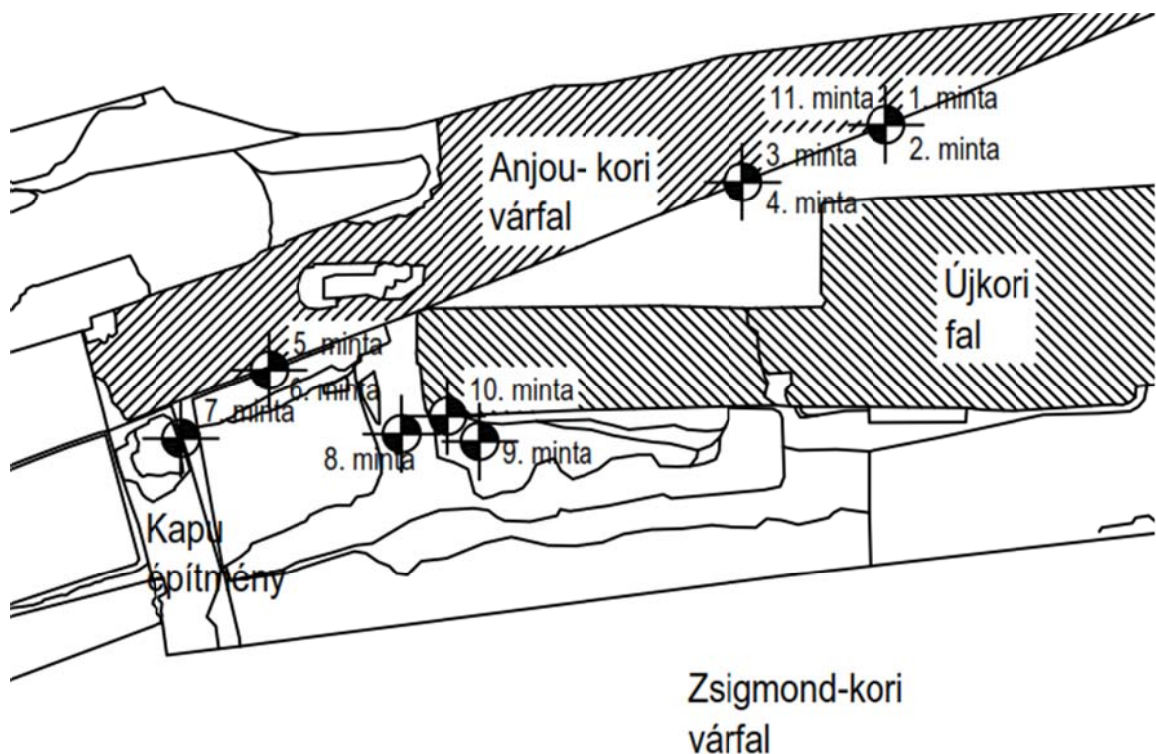 11. minta
1. minta
2. minta
3. minta
4. minta
Anjou- kori
várfal
Újkori
fal
5. minta
6. minta
7. minta
10. minta
8. minta
9. minta
Kapu
építmény
Zsigmond-kori
várfal